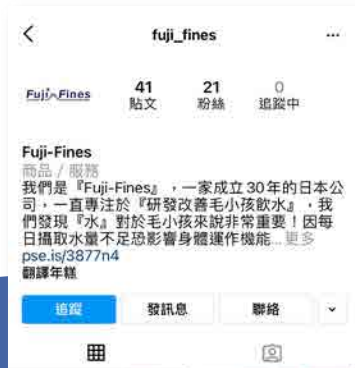 fuji_fines
Fuji-Fines
41
貼文
21
粉絲
0
追蹤中
Fuji-Fines
商品 / 服務
我們是『Fuji-Fines』，一家成立30年的日本公
司，一直專注於『研發改善毛小孩飲水』，我
們發現『水』對於毛小孩來說非常重要！因每
日攝取水量不足恐影響身體運作機能... 更多
pse.is/3877n4
翻譯年糕
追蹤
發訊息
聯絡